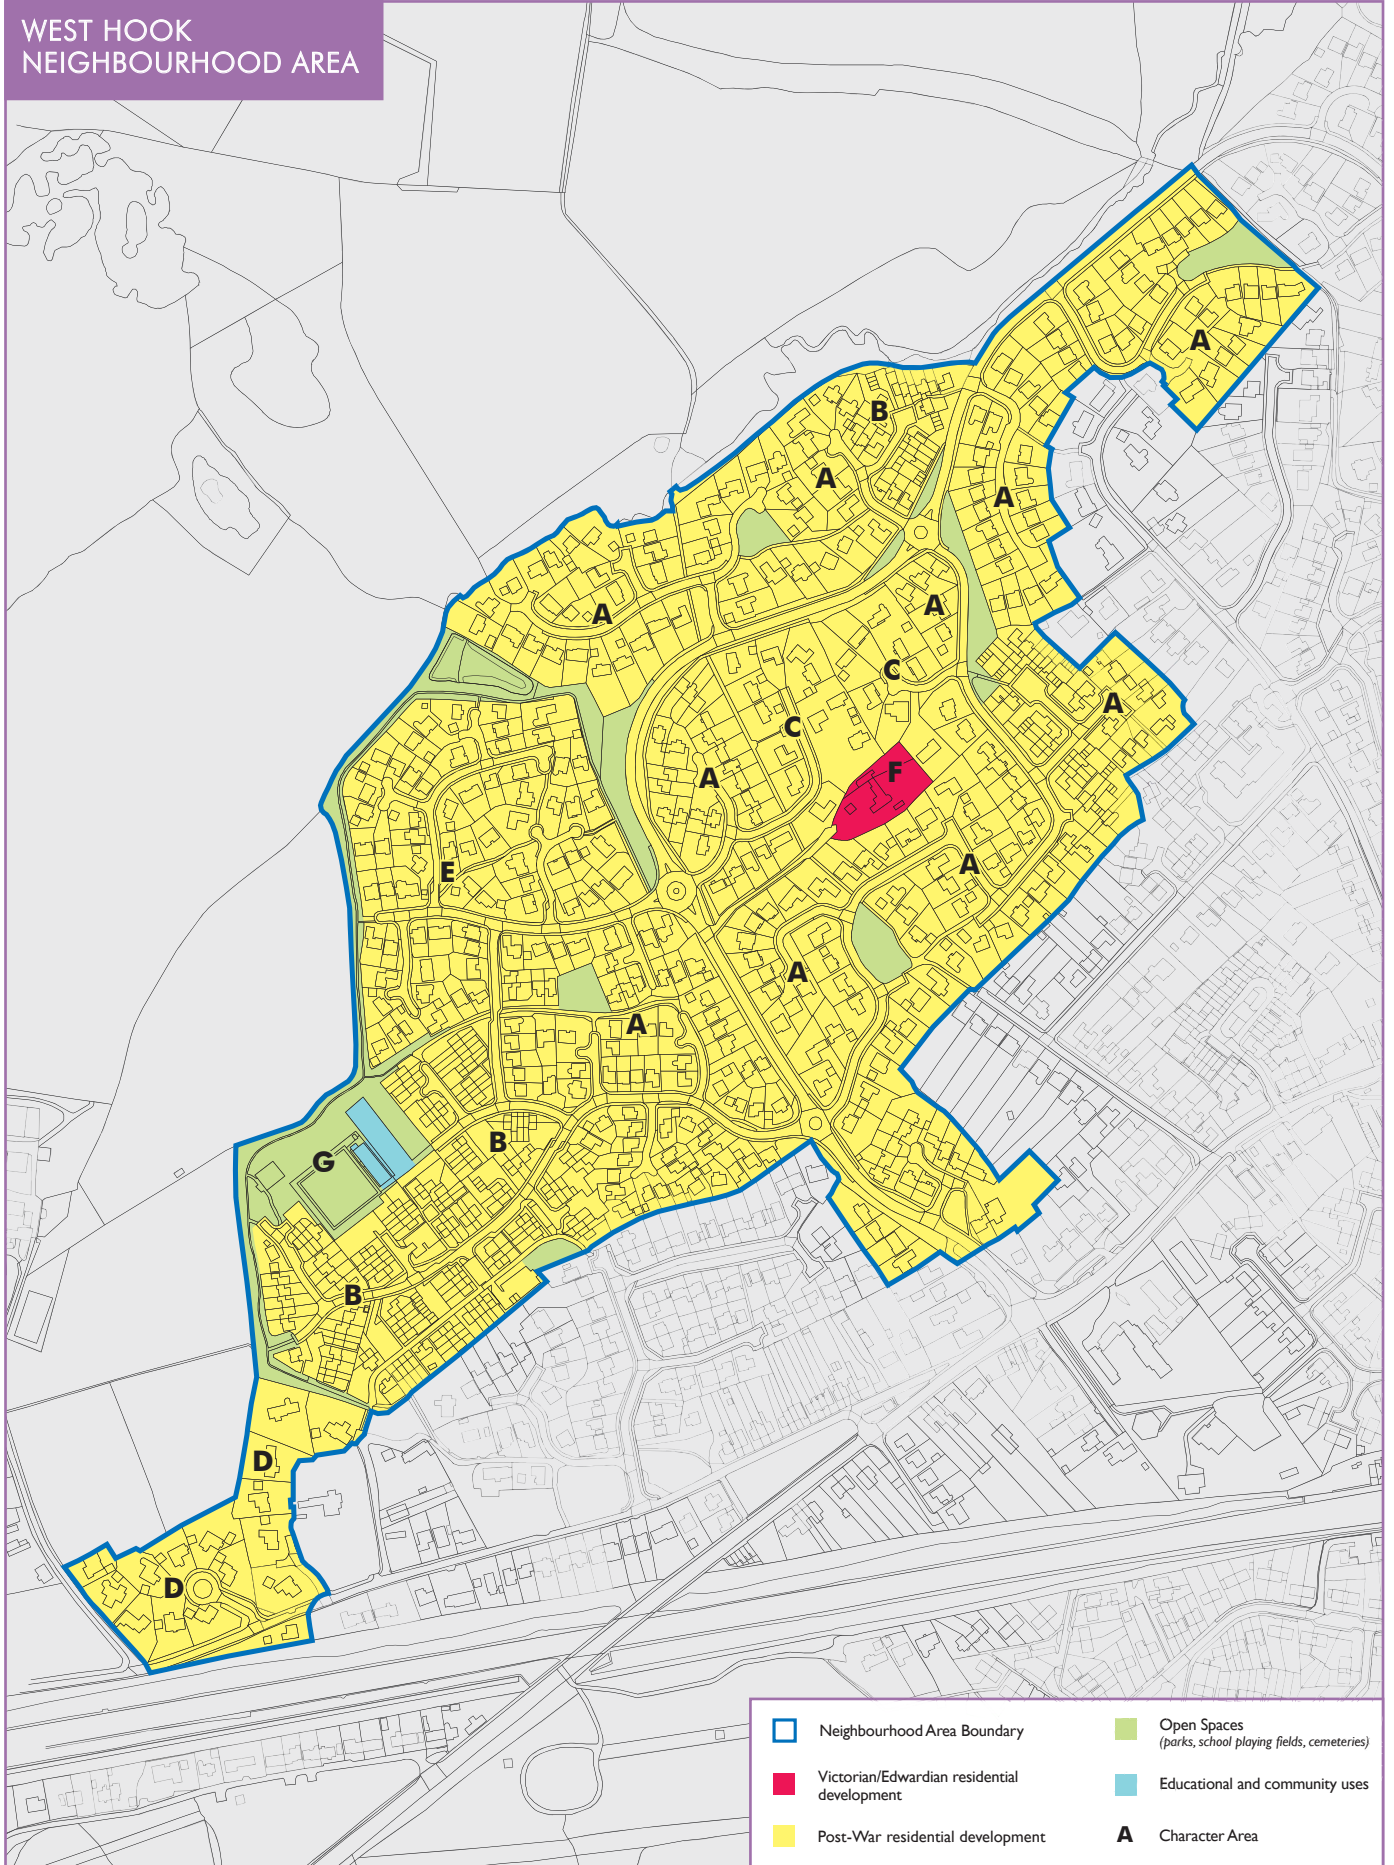 WEST HOOK
NEIGHBOURHOOD AREA
A
B
A
A
A
A
C
A
C
A
F
E
A
A
A
B
G
B
D
D
Neighbourhood Area Boundary
Victorian/Edwardian residential
development
Post-War residential development
Open Spaces
(parks, school playing fields, cemeteries)
Educational and community uses
A Character Area